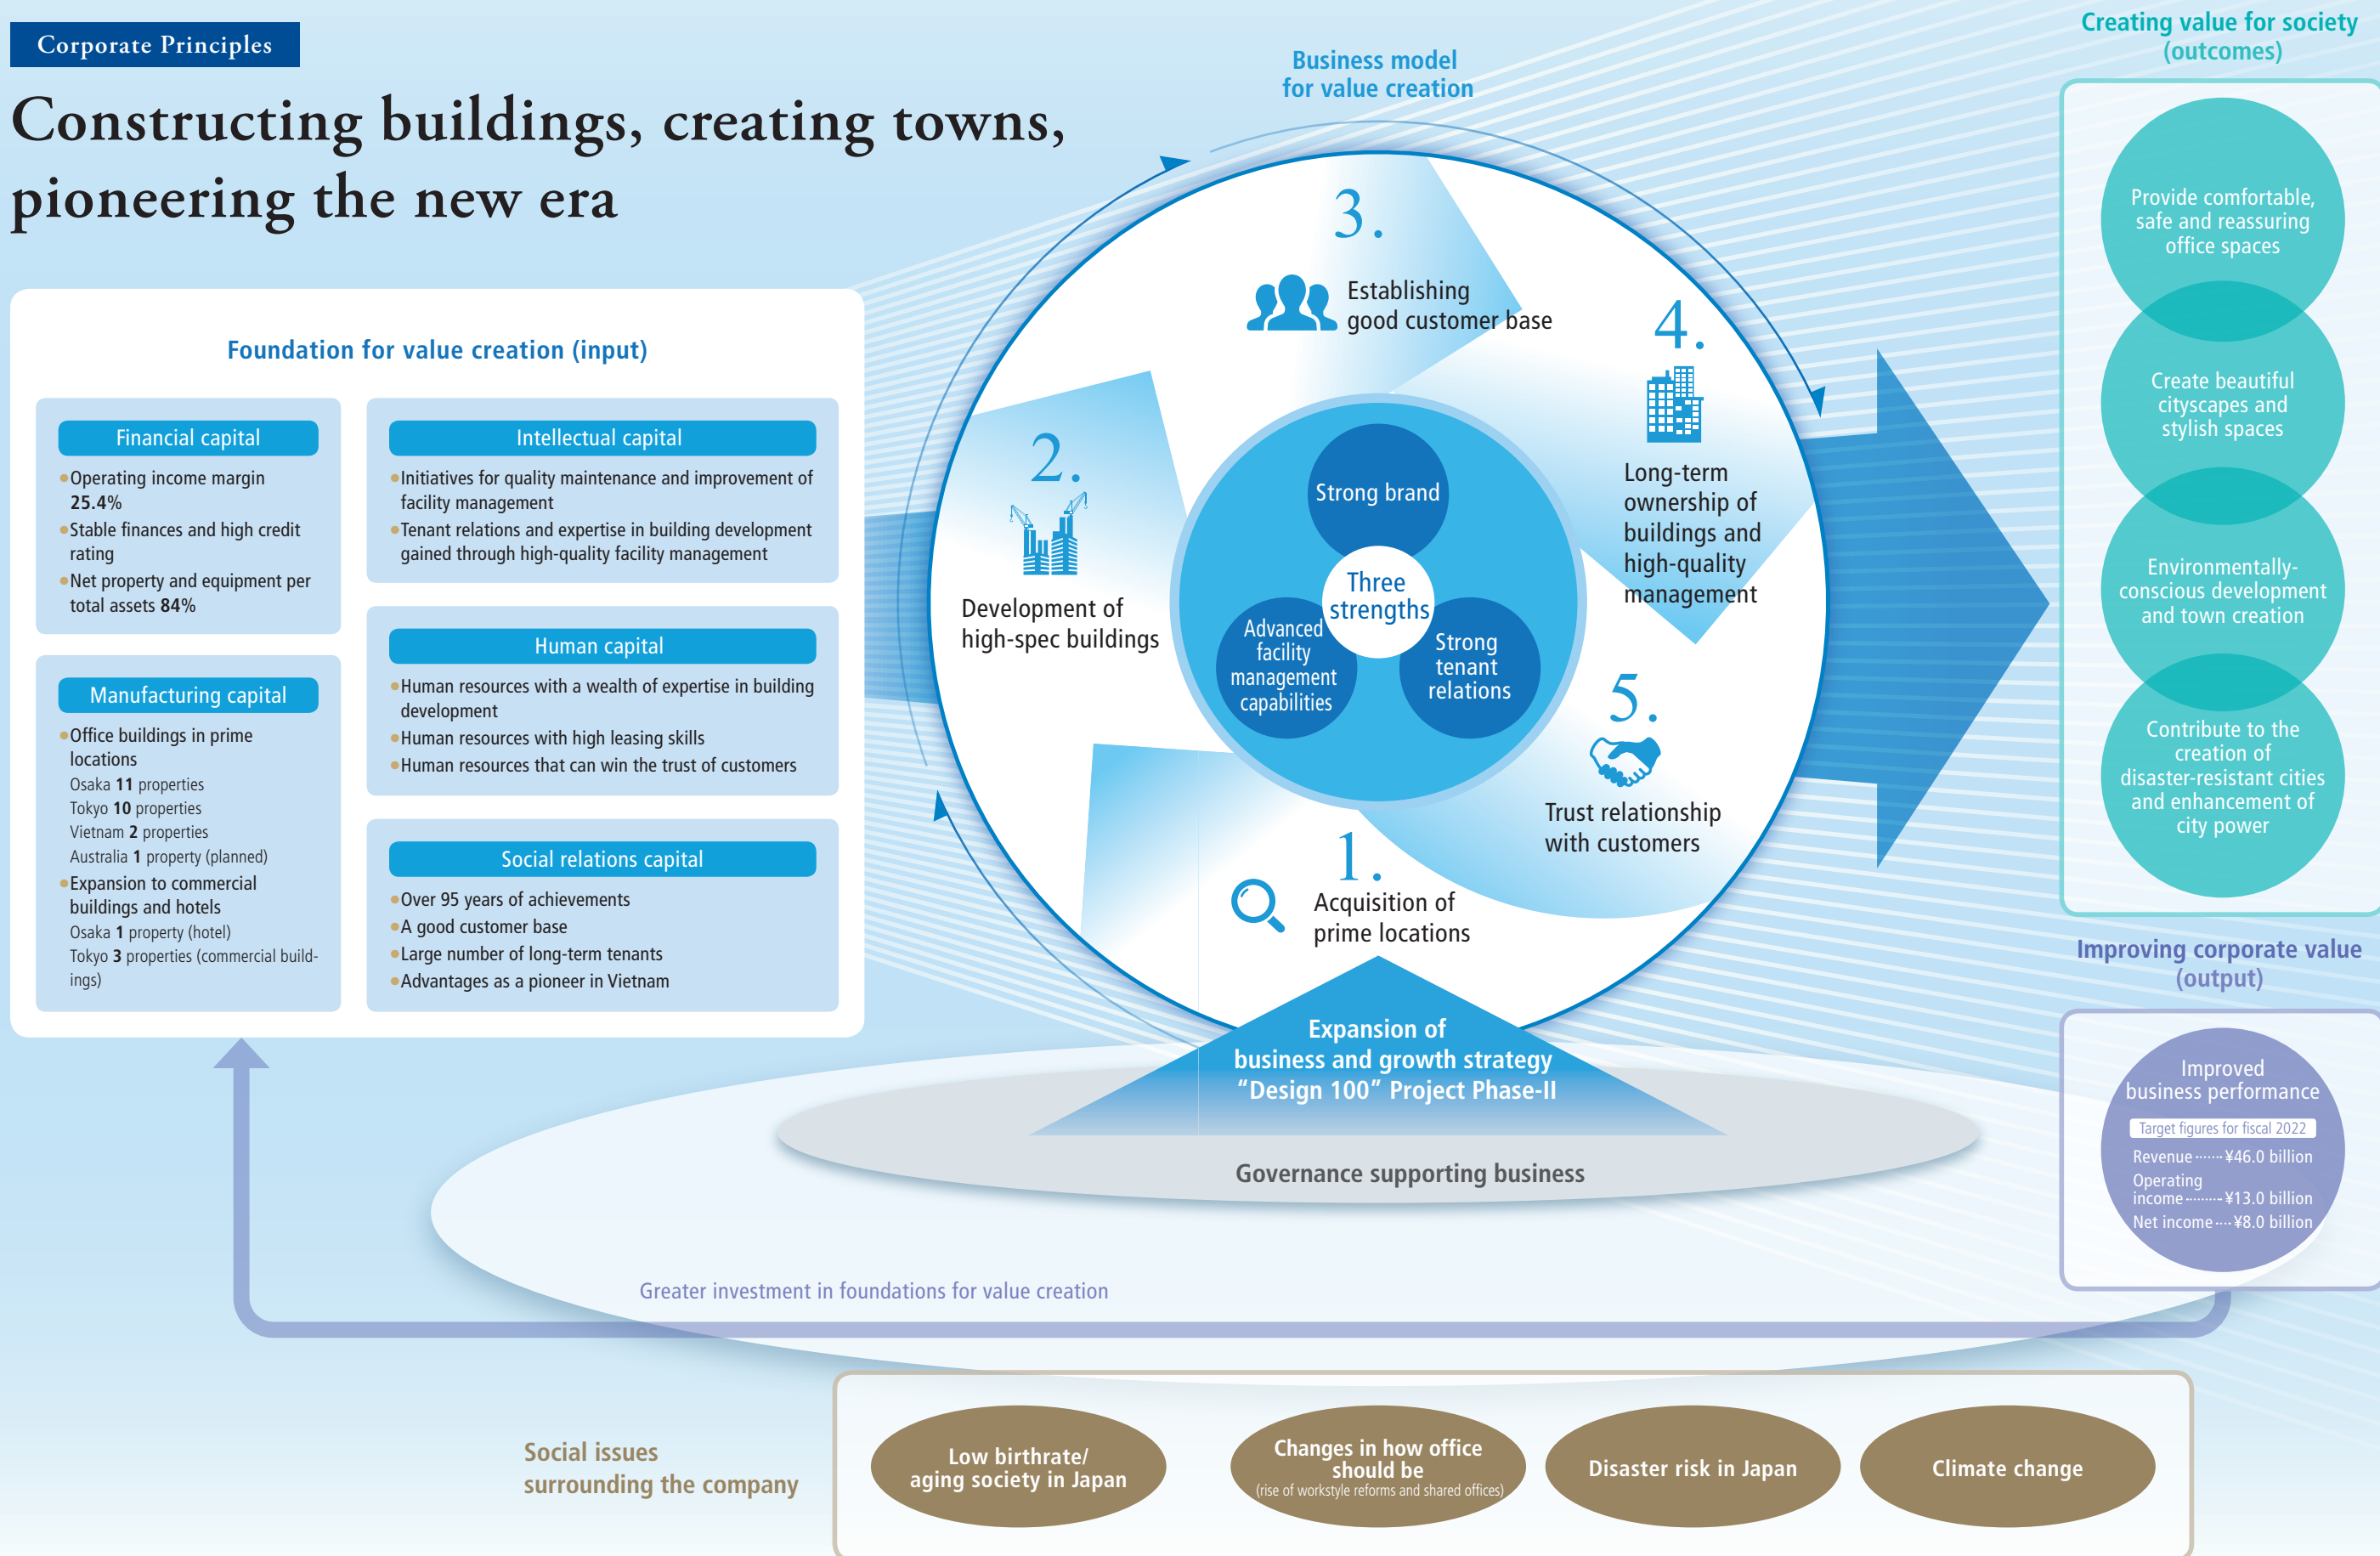 Corporate Principles
Constructing buildings, creating towns,
pioneering the new era
Foundation for value creation (input)
Financial capital
●Operating income margin
25.4%
●Stable finances and high credit
rating
●Net property and equipment per
total assets 84%
Manufacturing capital
●Office buildings in prime
locations
Osaka 11 properties
Tokyo 10 properties
Vietnam 2 properties
Australia 1 property (planned)
●Expansion to commercial
buildings and hotels
Osaka 1 property (hotel)
Tokyo 3 properties (commercial build-
ings)
Intellectual capital
●Initiatives for quality maintenance and improvement of
facility management
●Tenant relations and expertise in building development
gained through high-quality facility management
Human capital
●Human resources with a wealth of expertise in building
development
●Human resources with high leasing skills
●Human resources that can win the trust of customers
Social relations capital
●Over 95 years of achievements
●A good customer base
●Large number of long-term tenants
●Advantages as a pioneer in Vietnam
Business model
for value creation
1.
Acquisition of
prime locations
2.
Development of
high-spec buildings
3.
Establishing
good customer base
4.
Long-term
ownership of
buildings and
high-quality
management
5.
Trust relationship
with customers
Three
strengths
Strong brand
Advanced
facility
management
capabilities
Strong
tenant
relations
Expansion of
business and growth strategy
“Design 100” Project Phase-II
Governance supporting business
Greater investment in foundations for value creation
Creating value for society
(outcomes)
Provide comfortable,
safe and reassuring
office spaces
Create beautiful
cityscapes and
stylish spaces
Environmentally-
conscious development
and town creation
Contribute to the
creation of
disaster-resistant cities
and enhancement of
city power
Improving corporate value
(output)
Improved
business performance
Target figures for fiscal 2022
Revenue ······· ¥46.0 billion
Operating
income ········· ¥13.0 billion
Net income ···· ¥8.0 billion
Social issues
surrounding the company
Low birthrate/
aging society in Japan
Changes in how office
should be
(rise of workstyle reforms and shared offices)
Disaster risk in Japan
Climate change